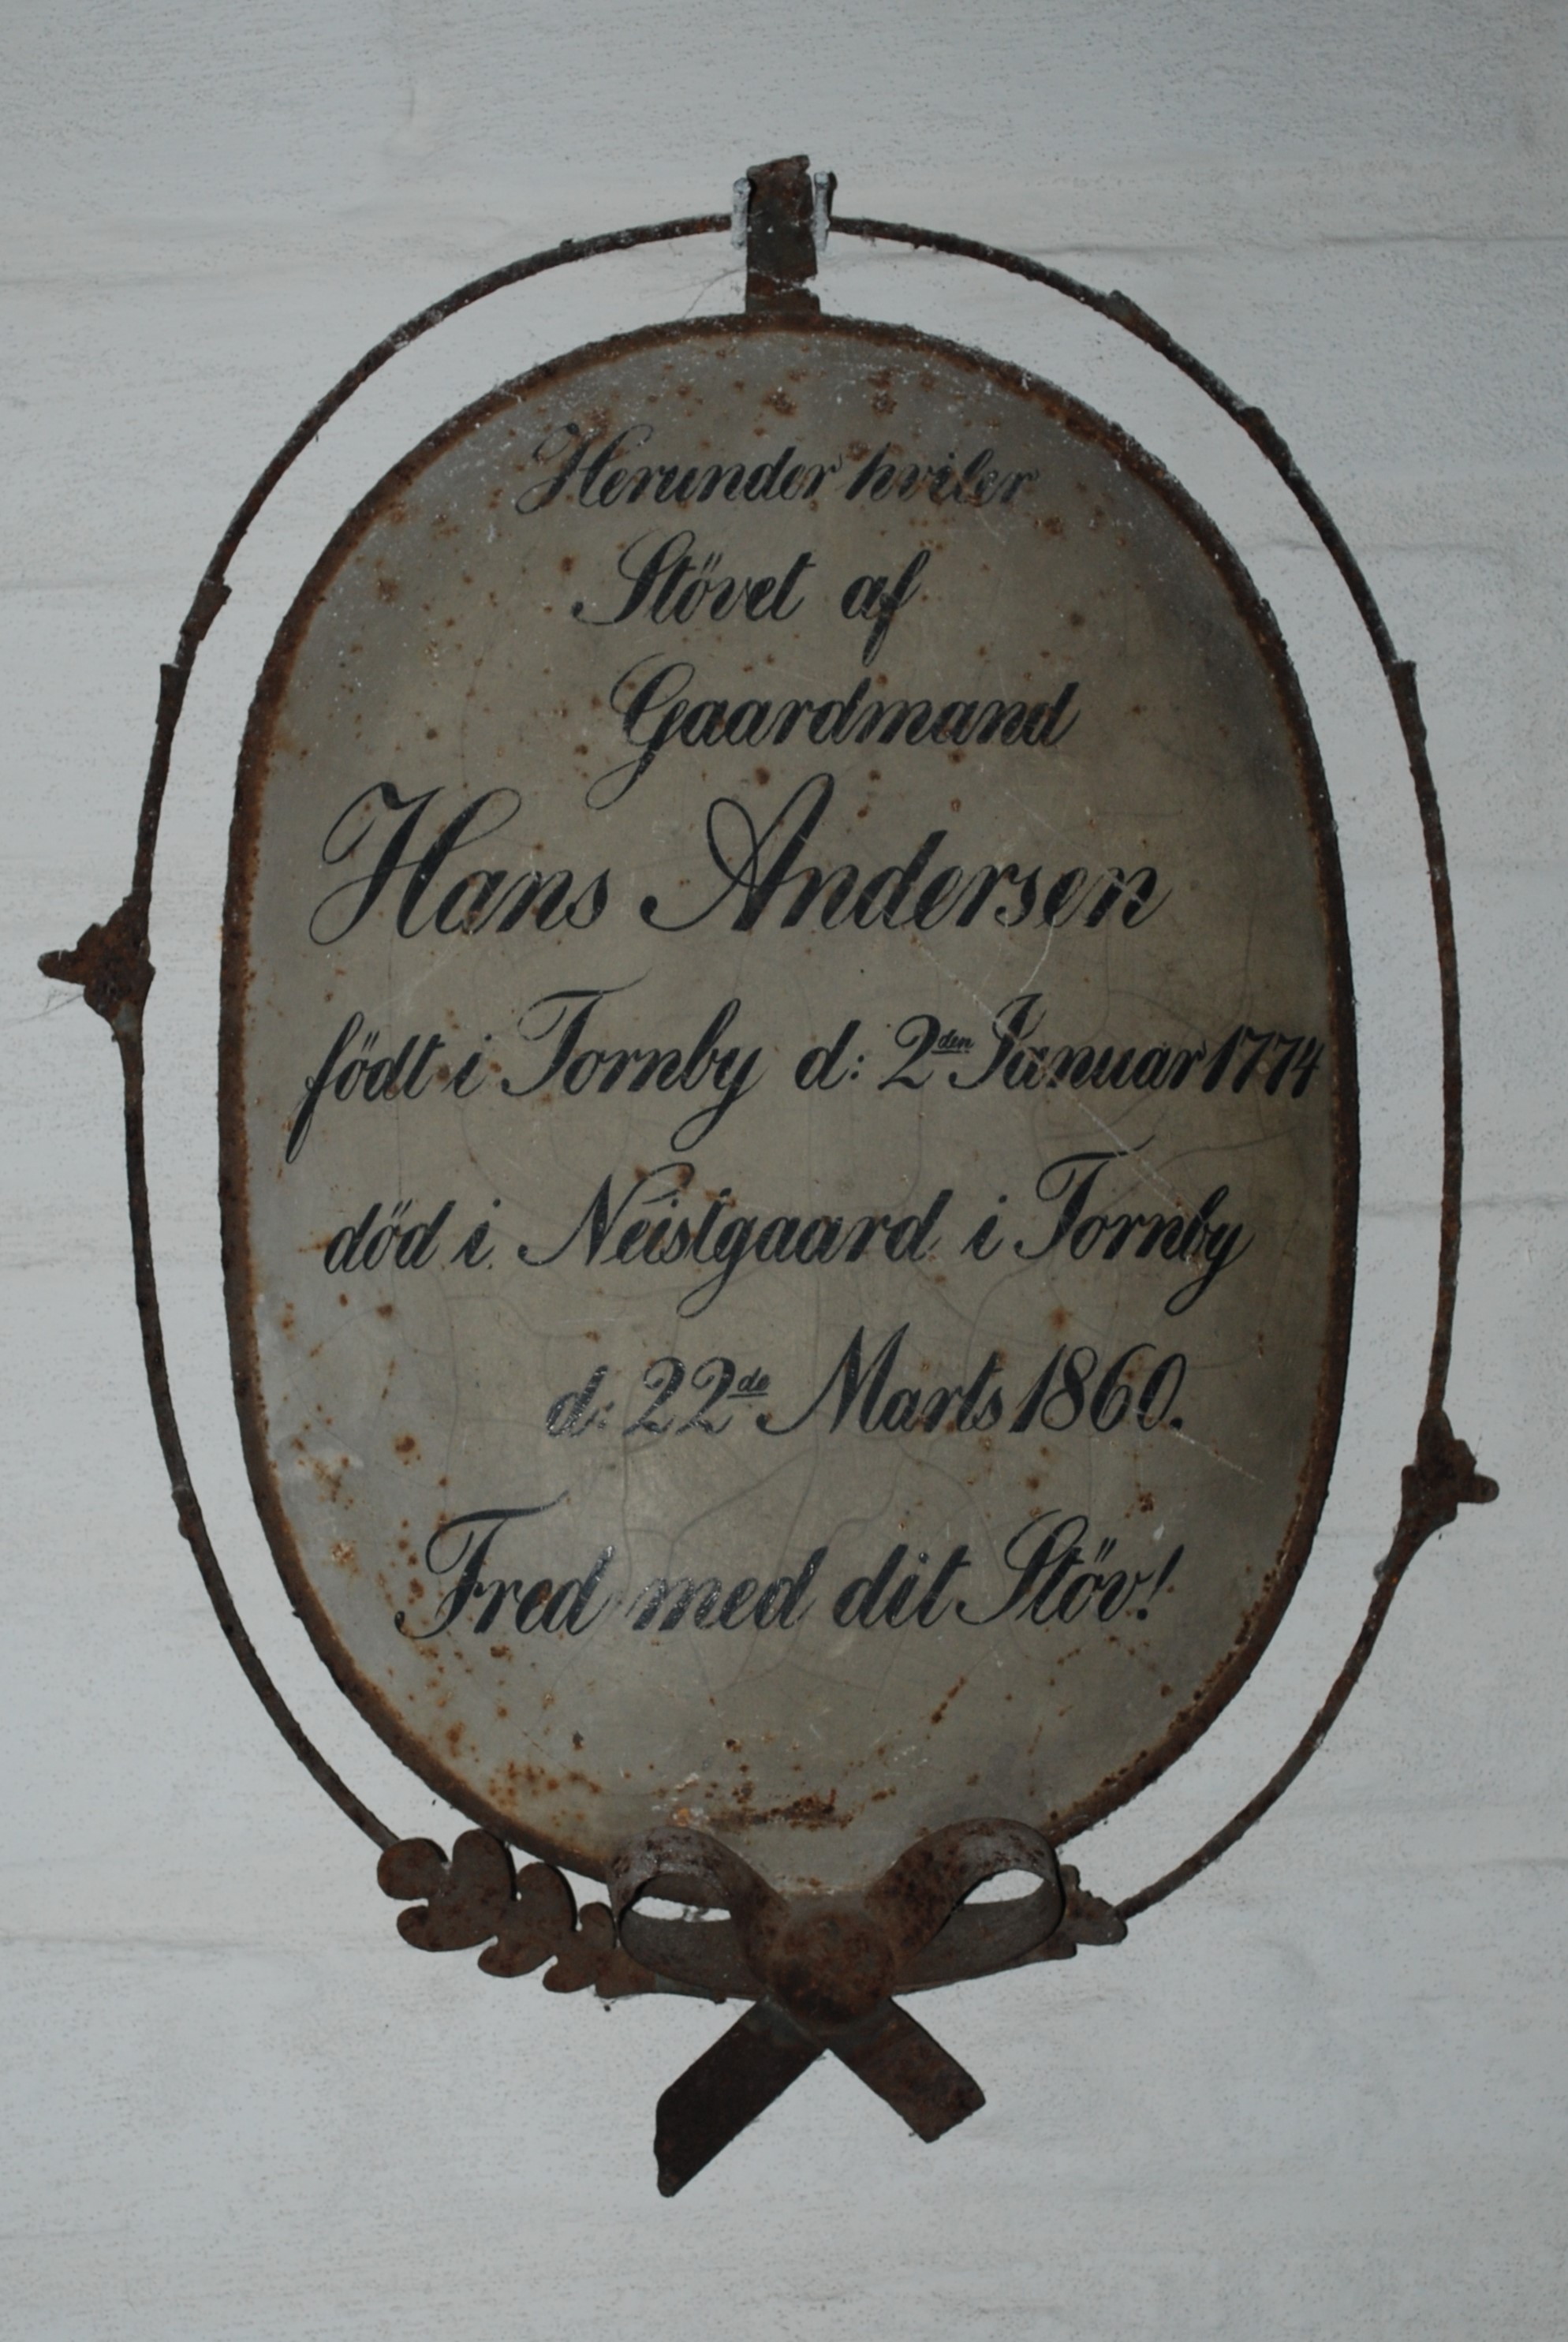 Herunder hviler
Stövet af
Gaardmand
Hans Andersen
födt i Tornby d: 2den Januar 1774
död i Neistgaard i Tornby
d: 22de Marts 1860.
Fred med dit Stöv!